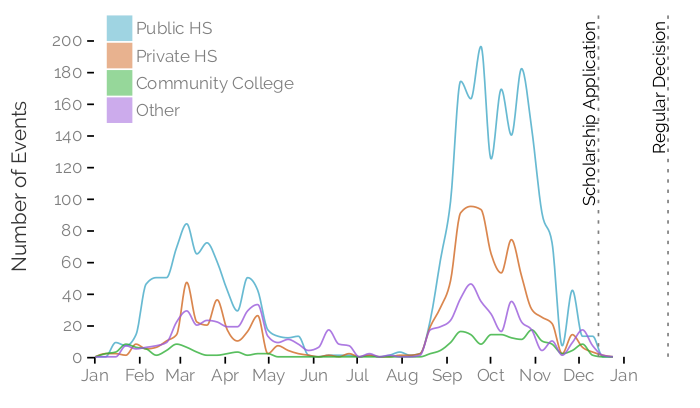 Public HS
Private HS
Community College
Other
Number of Events
200
180
160
140
120
100
80
60
40
20
0
Jan Feb Mar Apr May Jun Jul Aug Sep Oct Nov Dec Jan
Scholarship Application
Regular Decision